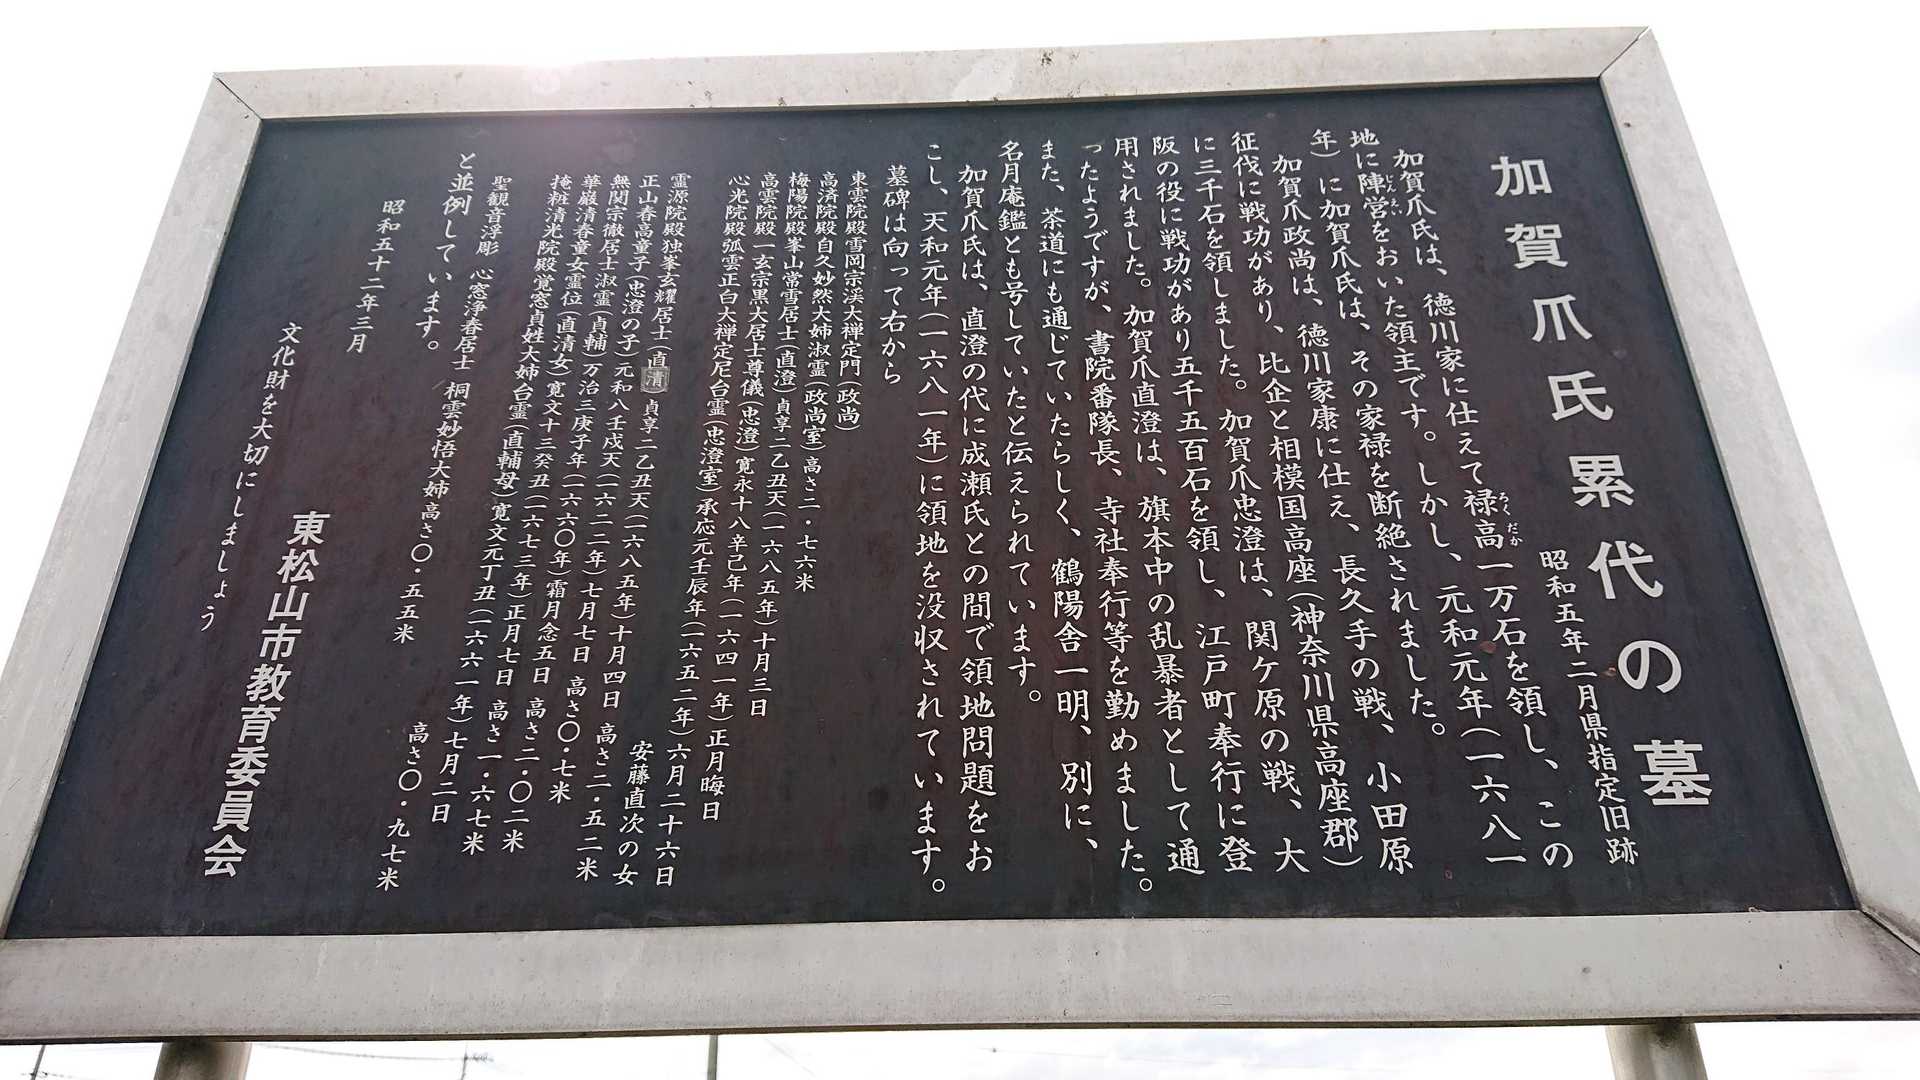 加賀爪氏累代の墓
昭和五年二月県指定旧跡
加賀爪氏は、徳川家に仕えて禄高一万石を領し、この
地に陣営をおいた領主です。しかし、元和元年(一六八一
年)に加賀爪氏は、その家禄を断絶されました。
加賀爪政尚は、徳川家康に仕え、長久手の戦、小田原
征伐に戦功があり、比企と相模国高座(神奈川県高座郡)
に三千石を領しました。加賀爪忠澄は、関ケ原の戦、大
阪の役に戦功があり五千五百石を領し、江戸町奉行に登
用されました。加賀爪直澄は、旗本中の乱暴者として通
ったようですが、書院番隊長、寺社奉行等を勤めました。
また、茶道にも通じていたらしく、鶴陽舎一明、別に、
名月庵鑑とも号していたと伝えられています。
加賀爪氏は、直澄の代に成瀬氏との間で領地問題をお
こし、天和元年(一六八一年)に領地を没収されています。
墓碑は向って右から
東雲院殿雪岡宗渓大禅定門(政尚)
高済院殿自久妙然大姉淑霊(政尚室)高さ二・七六米
梅陽院殿峯山常雪居士(直澄)貞享二乙丑天(一六八五年)十月三日
高雲院殿一玄宗黒大居士尊儀(忠澄)寛永十八辛己年(一六四一年)正月晦日
心光院殿弧雲正白大禅定尼台霊(忠澄室)承応元壬辰年(一六五二年)六月二十六日
安藤直次の女
霊源院殿独峯玄耀居士(直清)貞享二乙丑天(一六八五年)十月四日 高さ二・五二米
正山春高童子(忠澄の子)元和八壬戌天(一六二二年)七月七日 高さ〇・七米
無関宗徹居士淑霊(貞輔)万治三庚子年(一六六〇年)霜月念五日 高さ二・〇二米
華巌清春童女霊位(直清女)寛文十三癸丑(一六七三年)正月七日 高さ一・六七米
掩粧清光院殿覚窓貞姓大姉台霊(直輔母)寛文元丁丑(一六六一年)七月二日
高さ〇・九七米
聖観音浮彫 心窓浄春居士 桐雲妙悟大姉高さ〇・五五米
と並例しています。
昭和五十二年三月
文化財を大切にしましょう
東松山市教育委員会